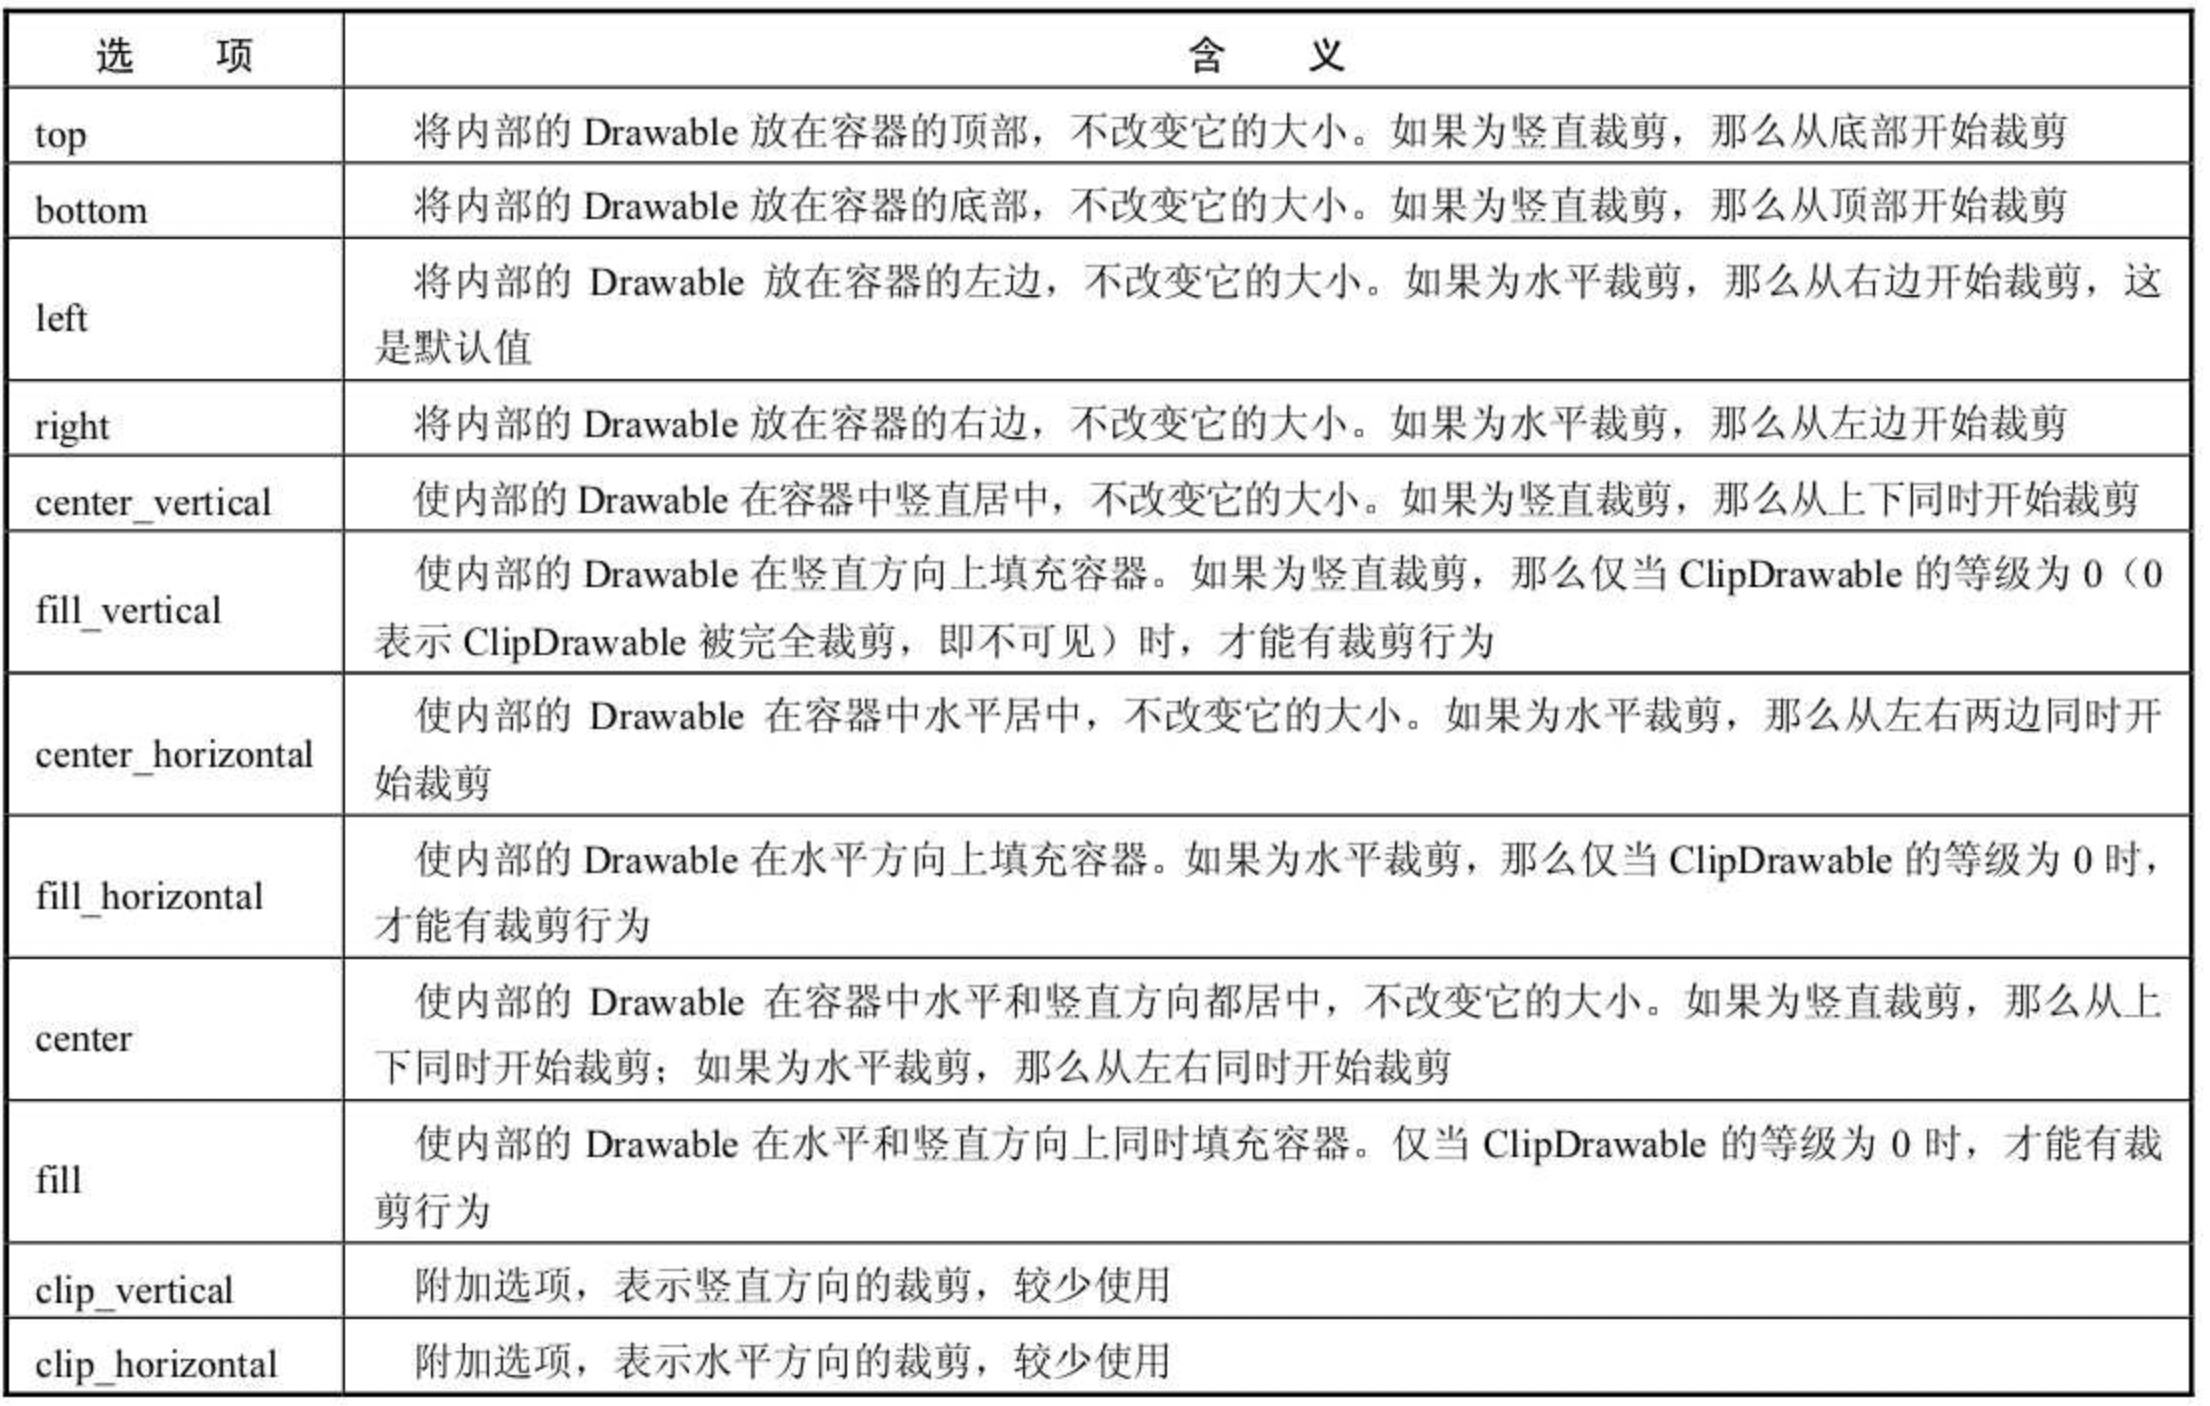 选 项
含 义
top
将内部的 Drawable 放在容器的顶部，不改变它的大小。如果为竖直裁剪，那么从底部开始裁剪
bottom
将内部的 Drawable 放在容器的底部，不改变它的大小。如果为竖直裁剪，那么从顶部开始裁剪
left
将内部的 Drawable 放在容器的左边，不改变它的大小。如果为水平裁剪，那么从右边开始裁剪，这
是默认值
right
将内部的 Drawable 放在容器的右边，不改变它的大小。如果为水平裁剪，那么从左边开始裁剪
center_vertical
使内部的 Drawable 在容器中竖直居中，不改变它的大小。如果为竖直裁剪，那么从上下同时开始裁剪
fill_vertical
使内部的 Drawable 在竖直方向上填充容器。如果为竖直裁剪，那么仅当 ClipDrawable 的等级为 0（0
表示 ClipDrawable 被完全裁剪，即不可见）时，才能有裁剪行为
center_horizontal
使内部的 Drawable 在容器中水平居中，不改变它的大小。如果为水平裁剪，那么从左右两边同时开
始裁剪
fill_horizontal
使内部的 Drawable 在水平方向上填充容器。如果为水平裁剪，那么仅当 ClipDrawable 的等级为 0 时，
才能有裁剪行为
center
使内部的 Drawable 在容器中水平和竖直方向都居中，不改变它的大小。如果为竖直裁剪，那么从上
下同时开始裁剪；如果为水平裁剪，那么从左右同时开始裁剪
fill
使内部的 Drawable 在水平和竖直方向上同时填充容器。仅当 ClipDrawable 的等级为 0 时，才能有裁
剪行为
clip_vertical
附加选项，表示竖直方向的裁剪，较少使用
clip_horizontal
附加选项，表示水平方向的裁剪，较少使用